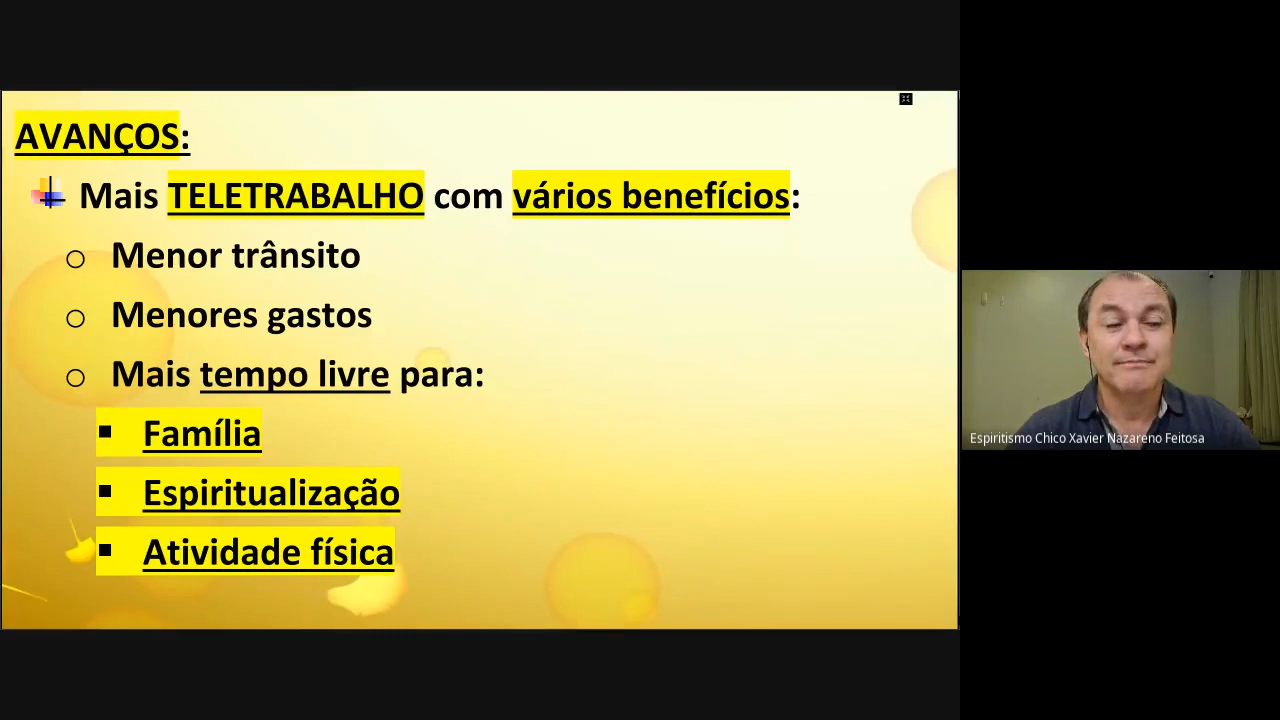 AVANÇOS:
Mais TELETRABALHO com vários benefícios:
o Menor trânsito
o Menores gastos
o Mais tempo livre para:
▪ Família
▪ Espiritualização
▪ Atividade física
Espiritismo Chico Xavier Nazareno Feitosa